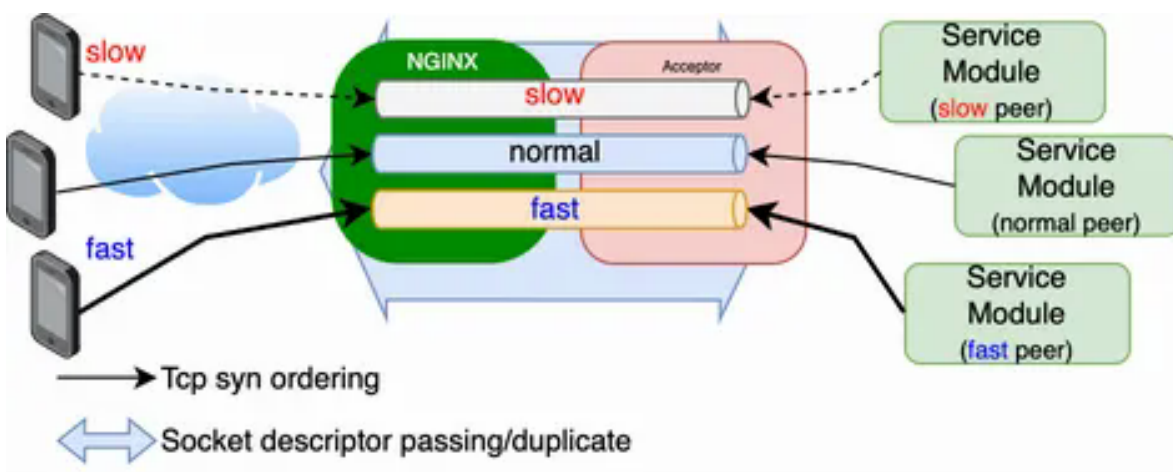 slow
NGINX
Acceptor
slow
Service
Module
(slow peer)
normal
Service
Module
(normal peer)
fast
fast
Service
Module
(fast peer)
Tcp syn ordering
Socket descriptor passing/duplicate